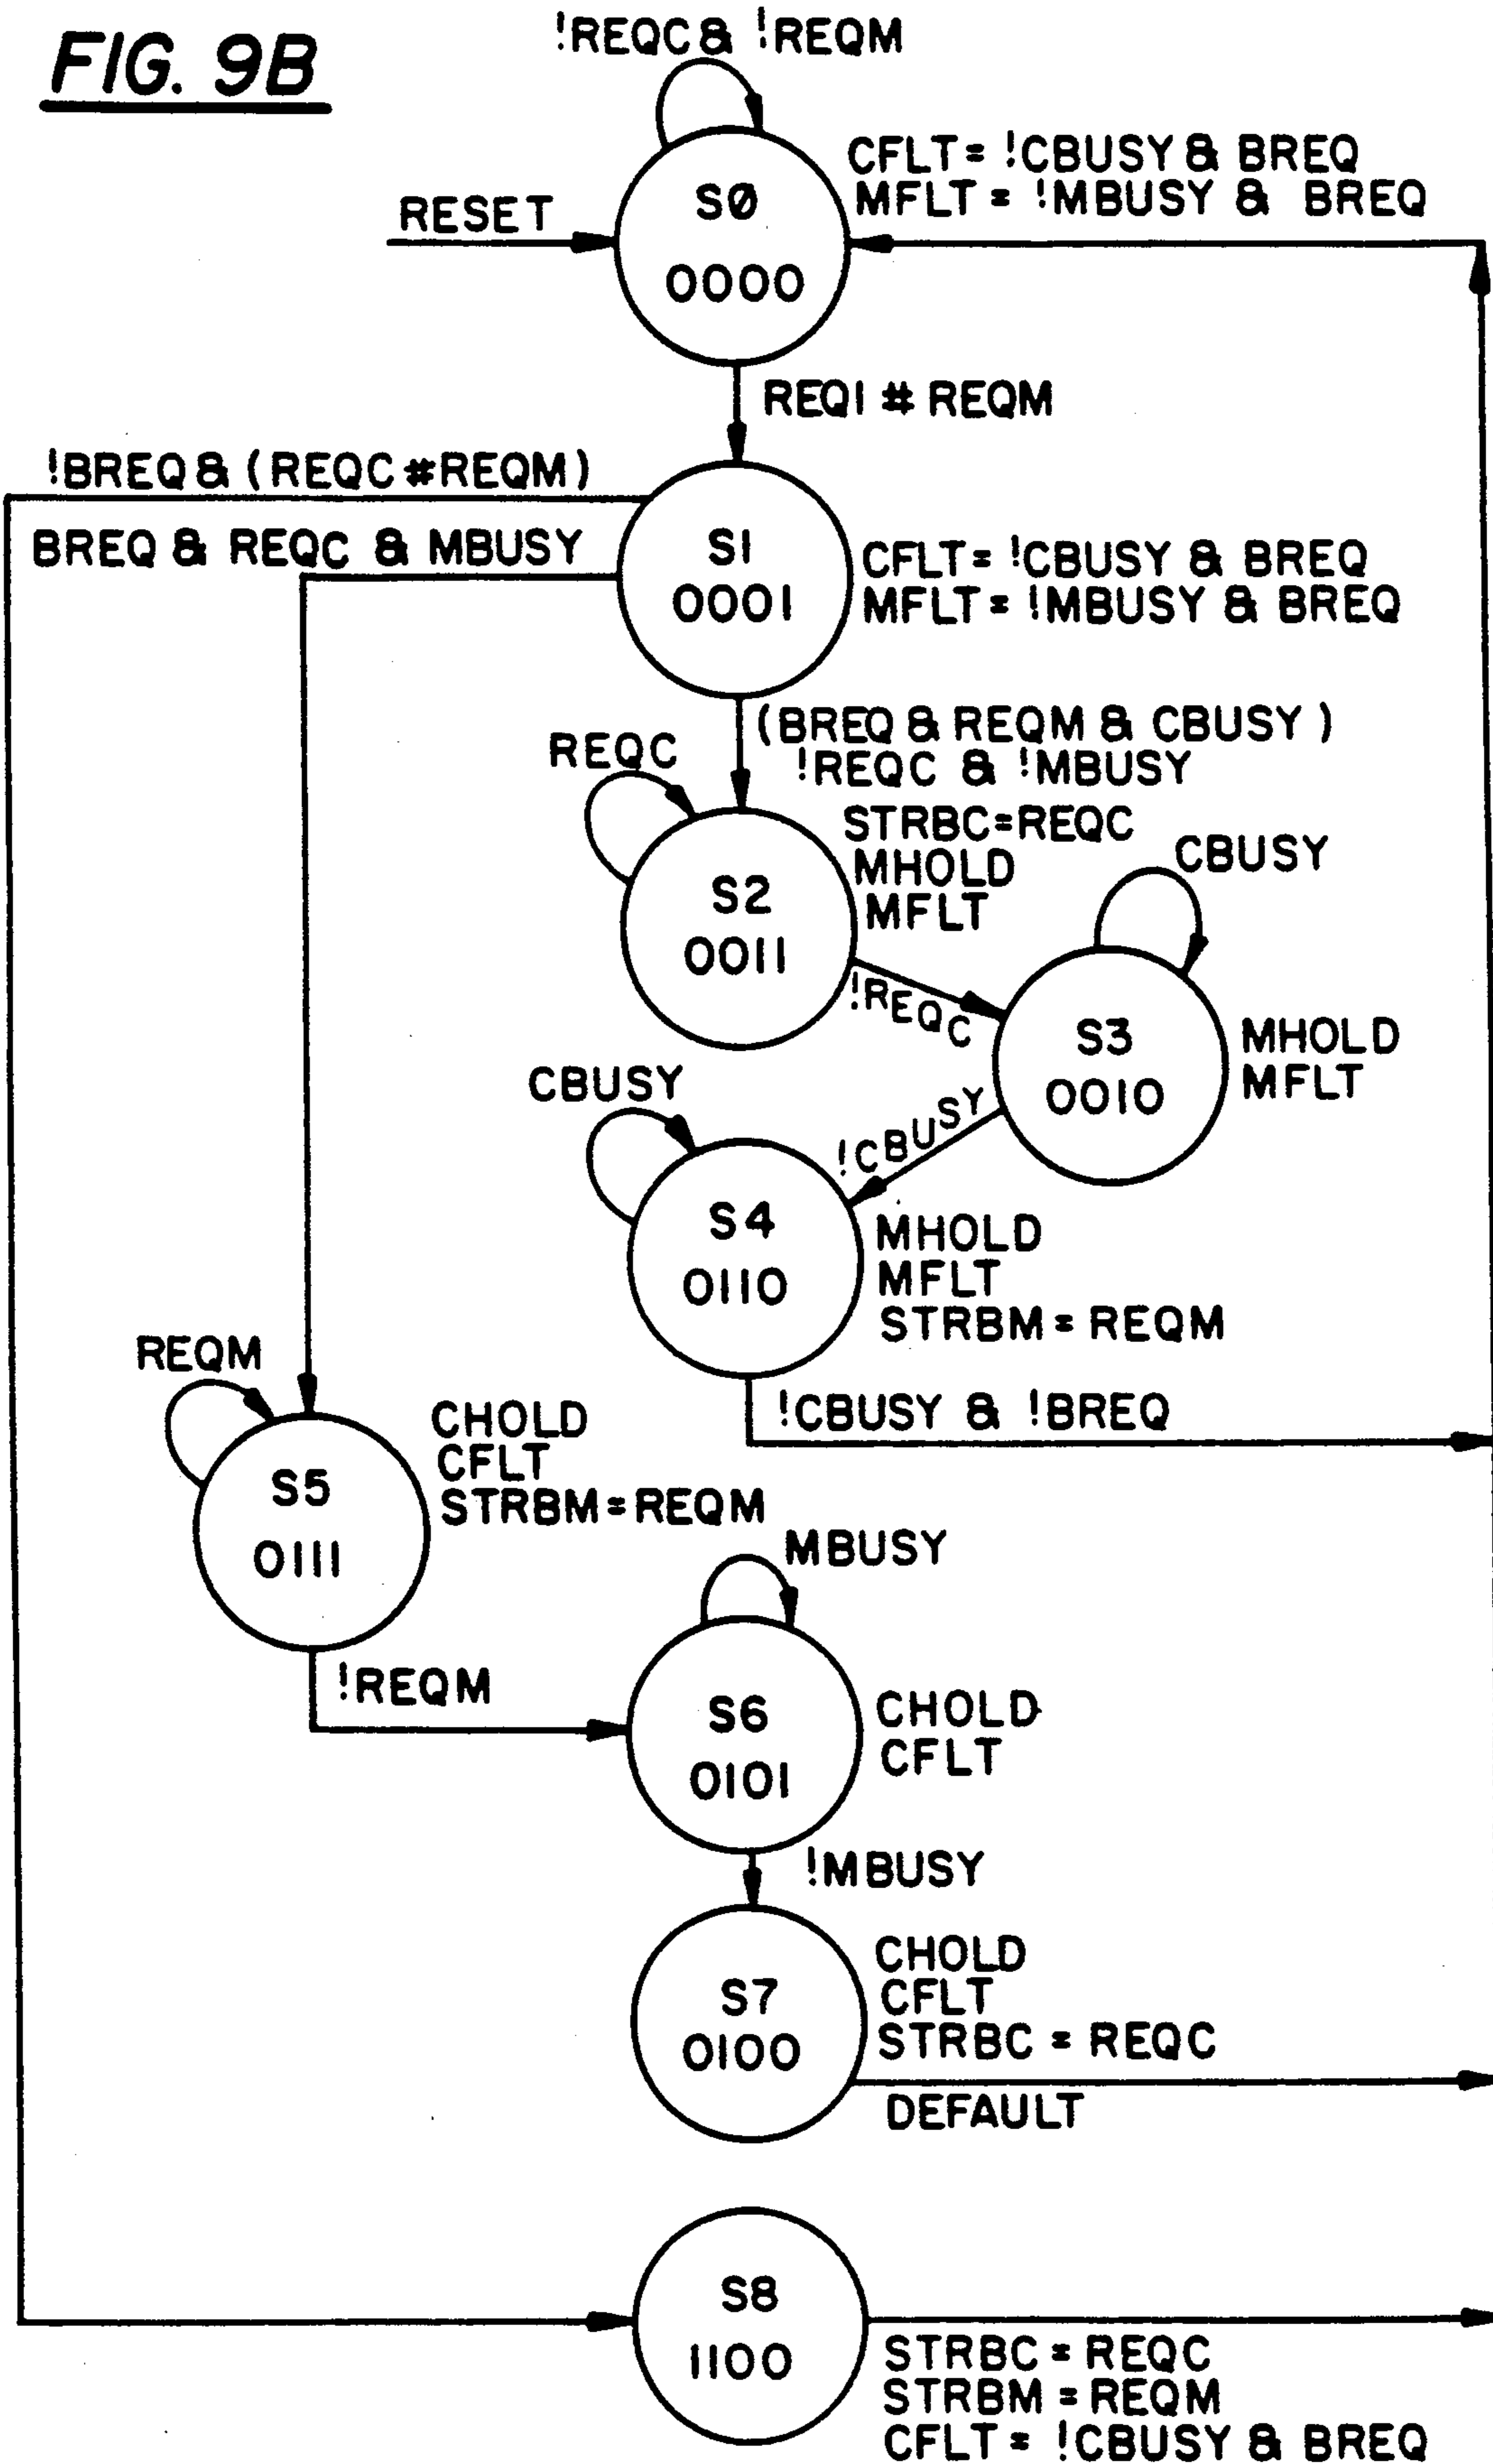 FIG. 9B
!REQC & !REQM
CFLT = !CBUSY & BREQ
MFLT = !MBUSY & BREQ
RESET
SØ
0000
REQI # REQM
!BREQ & (REQC #REQM)
BREQ & REQC & MBUSY
S1
0001
CFLT = !CBUSY & BREQ
MFLT = !MBUSY & BREQ
(BREQ & REQM & CBUSY)
!REQC & !MBUSY
REQC
STRBC=REQC
MHOLD
MFLT
S2
0011
CBUSY
!REQC
S3
0010
MHOLD
MFLT
!CBUSY
CBUSY
S4
0110
MHOLD
MFLT
STRBM = REQM
!CBUSY & !BREQ
REQM
S5
0111
CHOLD
CFLT
STRBM = REQM
MBUSY
!REQM
S6
0101
CHOLD
CFLT
!MBUSY
S7
0100
CHOLD
CFLT
STRBC = REQC
DEFAULT
S8
1100
STRBC = REQC
STRBM = REQM
CFLT = !CBUSY & BREQ